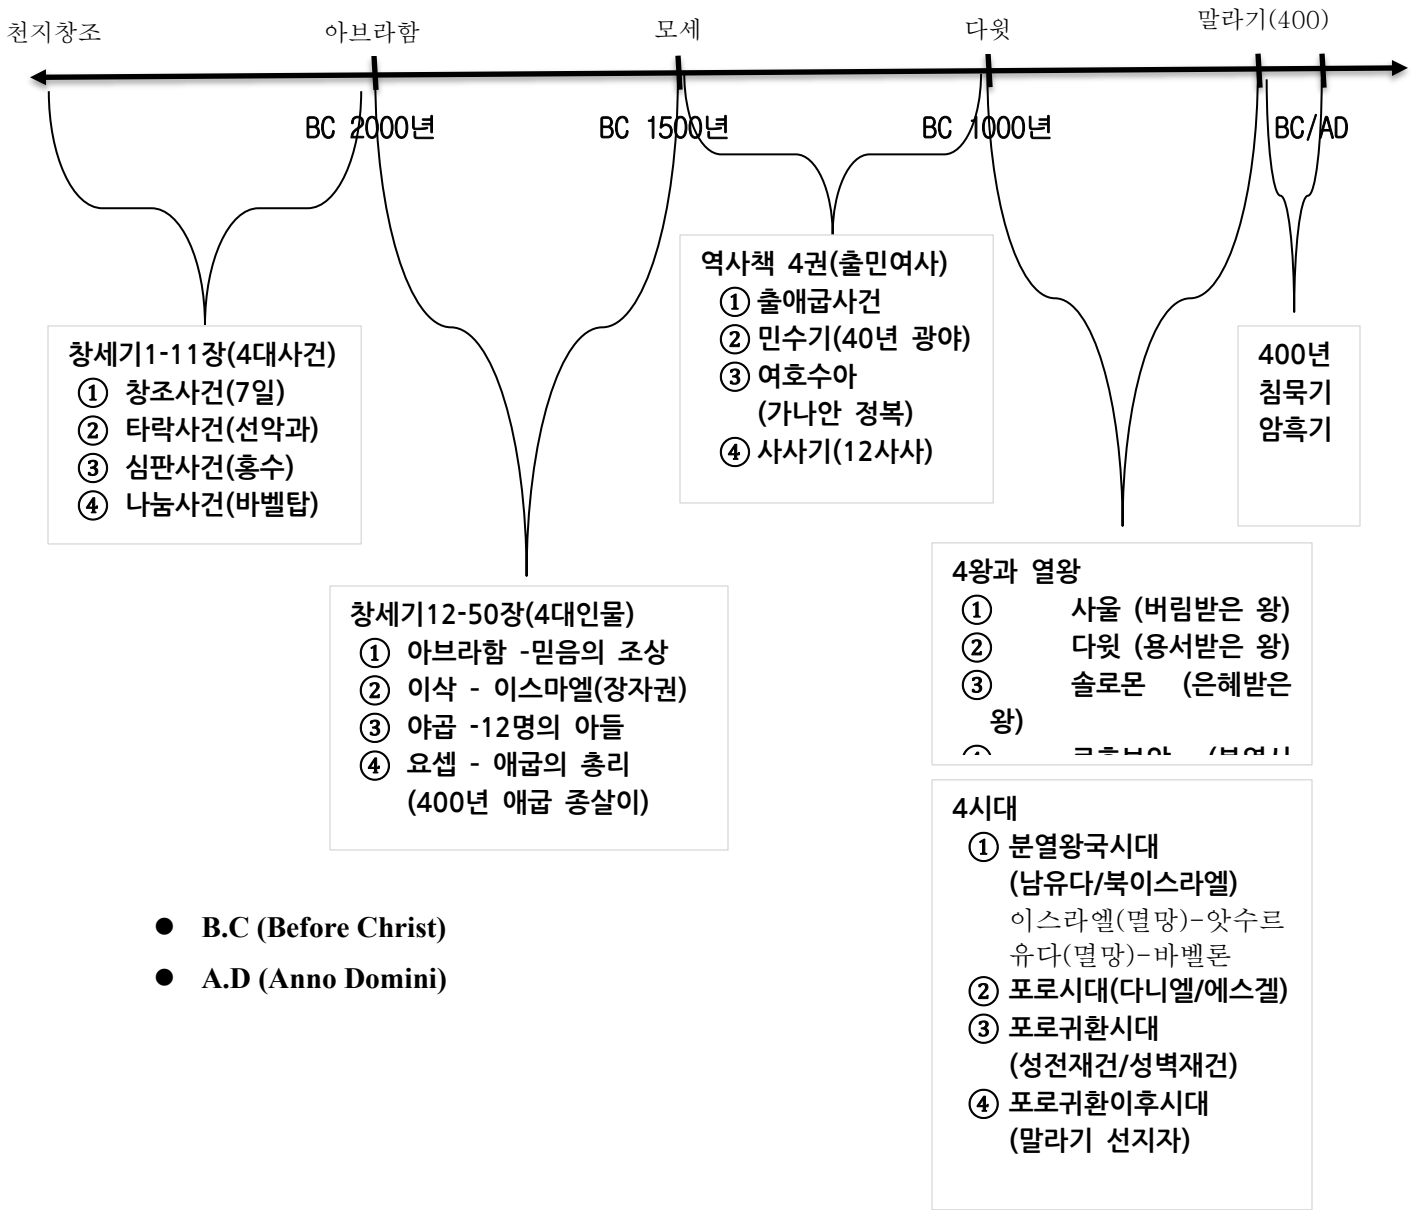 천지창조
아브라함
모세
다윗
말라기(400)
BC 2000년
BC 1500년
BC 1000년
BC/AD
창세기1-11장(4대사건)
① 창조사건(7일)
② 타락사건(선악과)
③ 심판사건(홍수)
④ 나눔사건(바벨탑)
창세기12-50장(4대인물)
① 아브라함 -믿음의 조상
② 이삭 - 이스마엘(장자권)
③ 야곱 -12명의 아들
④ 요셉 - 애굽의 총리
(400년 애굽 종살이)
역사책 4권(출민여사)
① 출애굽사건
② 민수기(40년 광야)
③ 여호수아
(가나안 정복)
④ 사사기(12사사)
4왕과 열왕
① 사울 (버림받은 왕)
② 다윗 (용서받은 왕)
③ 솔로몬 (은혜받은
왕)
400년
침묵기
암흑기
4시대
① 분열왕국시대
(남유다/북이스라엘)
이스라엘(멸망)-앗수르
유다(멸망)-바벨론
② 포로시대(다니엘/에스겔)
③ 포로귀환시대
(성전재건/성벽재건)
④ 포로귀환이후시대
(말라기 선지자)
● B.C (Before Christ)
● A.D (Anno Domini)